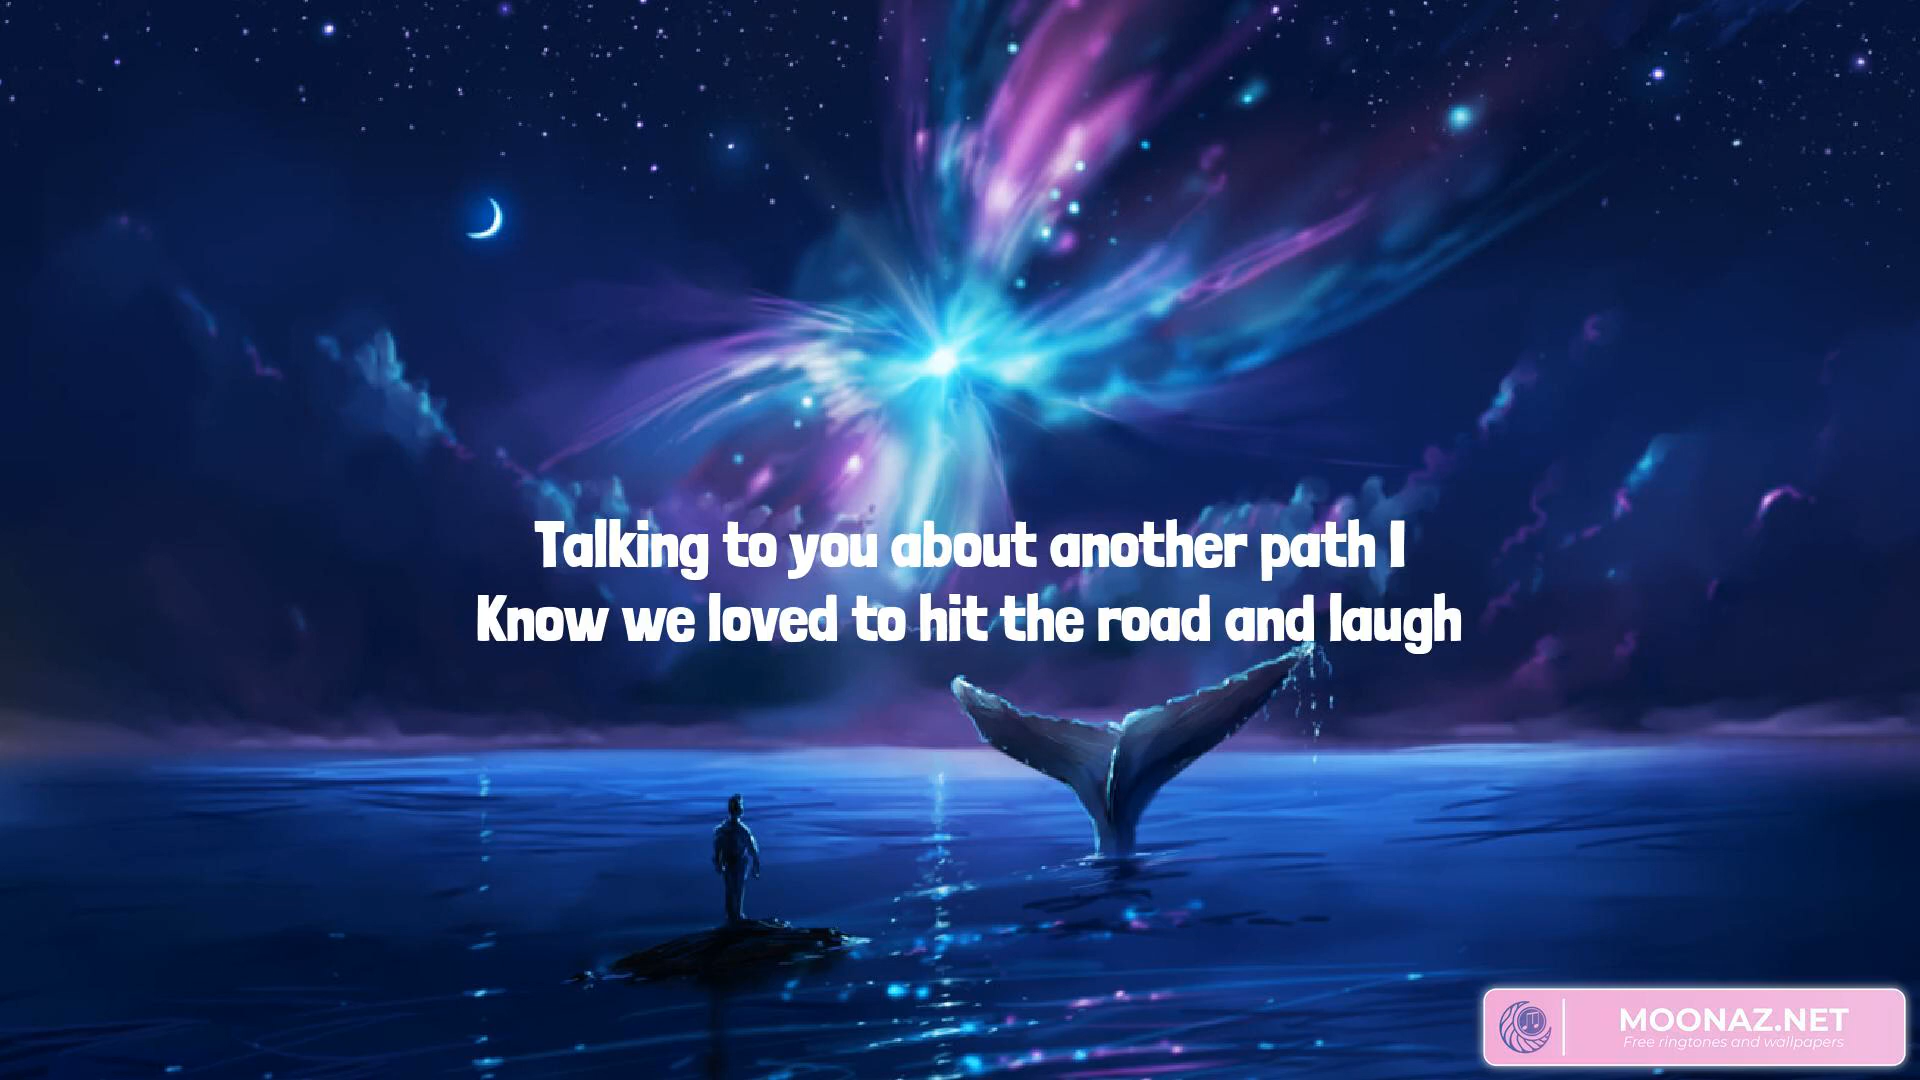 Talking to you about another path I
Know we loved to hit the road and laugh
MOONAZ.NET
Free ringtones and wallpapers